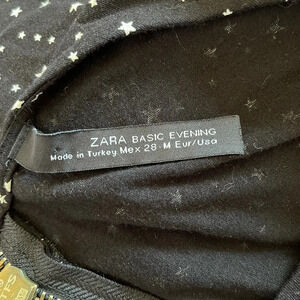 ZARA BASIC EVENING
Made in Turkey Mex 28-M Eur/Usa